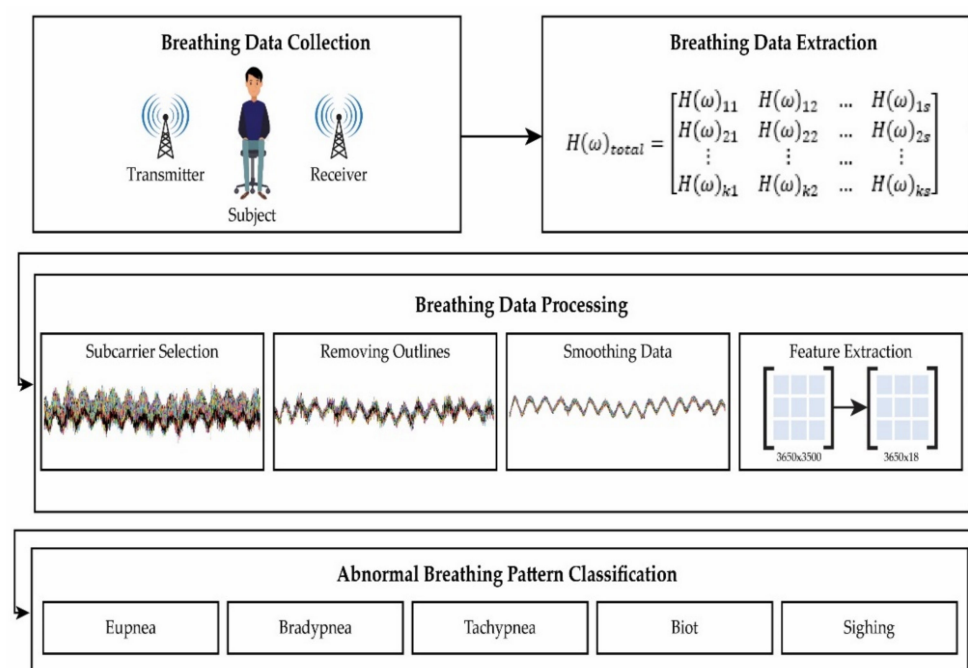 Breathing Data Collection
Transmitter
Receiver
Subject
Breathing Data Extraction
H(ω)total = [H(ω)11 H(ω)12 ... H(ω)1s
H(ω)21 H(ω)22 ... H(ω)2s
⋮ ⋮ ... ⋮
H(ω)k1 H(ω)k2 ... H(ω)ks]
Breathing Data Processing
Subcarrier Selection
Removing Outlines
Smoothing Data
Feature Extraction
3650x3500
3650x18
Abnormal Breathing Pattern Classification
Eupnea
Bradypnea
Tachypnea
Biot
Sighing